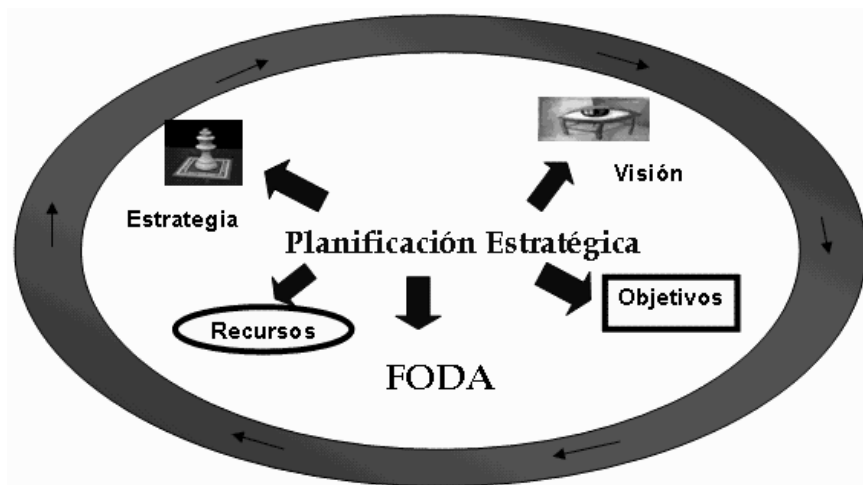 Visión
Estrategia
Planificación Estratégica
Objetivos
Recursos
FODA